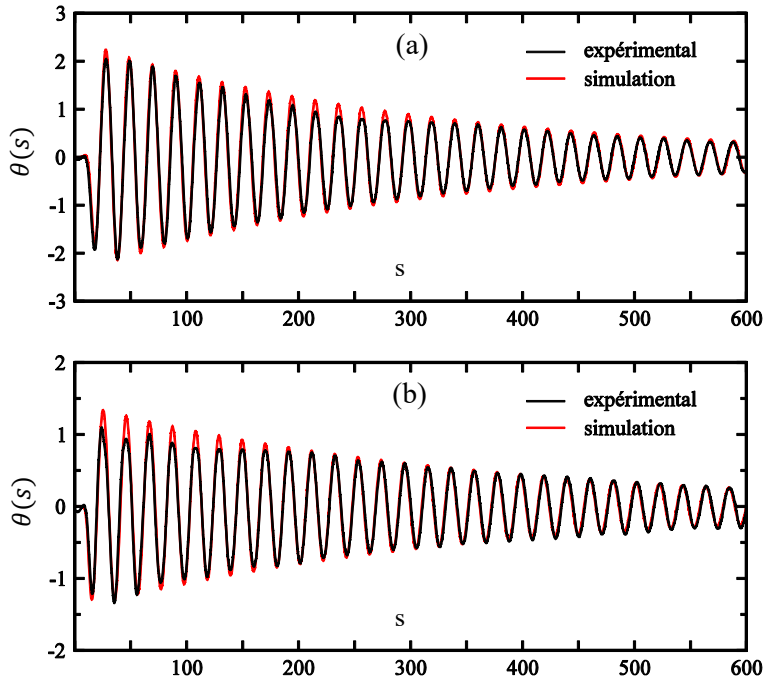 3
(a)
expérimental
2
simulation
1
θ(s)
0
-1
-2
s
-3
100 200 300 400 500 600
2
(b)
expérimental
simulation
1
θ(s)
0
-1
s
-2
100 200 300 400 500 600